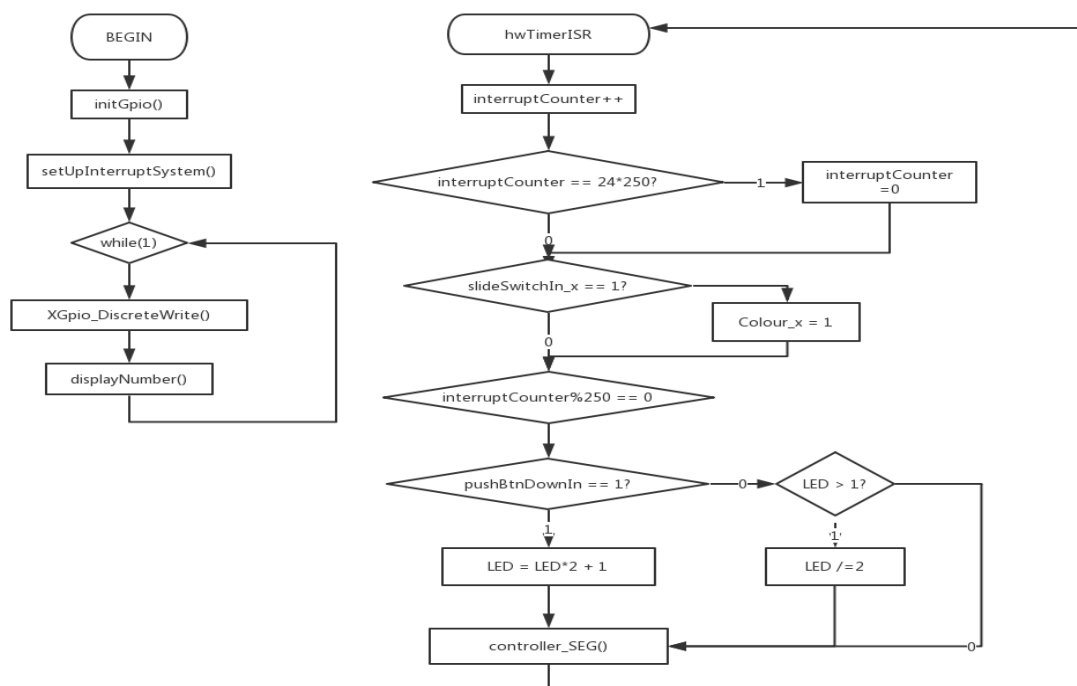 BEGIN
initGpio()
setUpInterruptSystem()
while(1)
XGpio_DiscreteWrite()
displayNumber()
hwTimerISR
interruptCounter++
interruptCounter == 24*250?
1
interruptCounter
=0
0
slideSwitchIn_x == 1?
Colour_x = 1
0
interruptCounter%250 == 0
pushBtnDownIn == 1?
0
LED > 1?
1
1
LED = LED*2 + 1
LED /=2
controller_SEG()
0